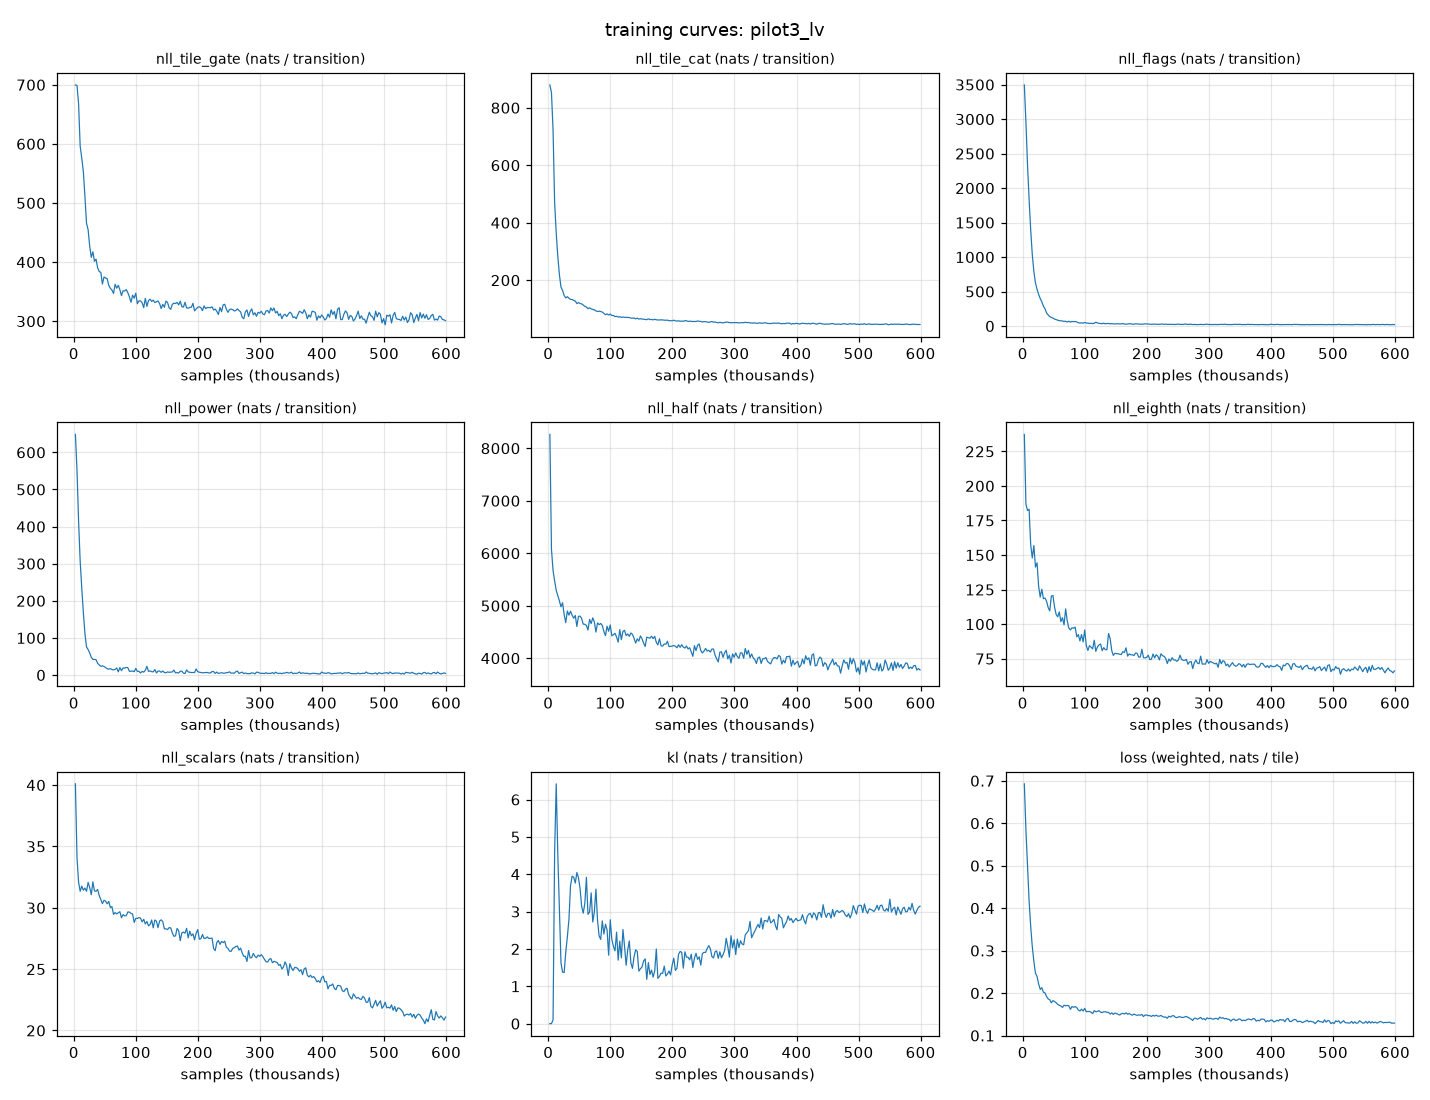 training curves: pilot3_lv
nll_tile_gate (nats / transition)
700
600
500
400
300
0 100 200 300 400 500 600
samples (thousands)
nll_tile_cat (nats / transition)
800
600
400
200
0 100 200 300 400 500 600
samples (thousands)
nll_flags (nats / transition)
3500
3000
2500
2000
1500
1000
500
0
0 100 200 300 400 500 600
samples (thousands)
nll_power (nats / transition)
600
500
400
300
200
100
0
0 100 200 300 400 500 600
samples (thousands)
nll_half (nats / transition)
8000
7000
6000
5000
4000
0 100 200 300 400 500 600
samples (thousands)
nll_eighth (nats / transition)
225
200
175
150
125
100
75
0 100 200 300 400 500 600
samples (thousands)
nll_scalars (nats / transition)
40
35
30
25
20
0 100 200 300 400 500 600
samples (thousands)
kl (nats / transition)
6
5
4
3
2
1
0
0 100 200 300 400 500 600
samples (thousands)
loss (weighted, nats / tile)
0.7
0.6
0.5
0.4
0.3
0.2
0.1
0 100 200 300 400 500 600
samples (thousands)